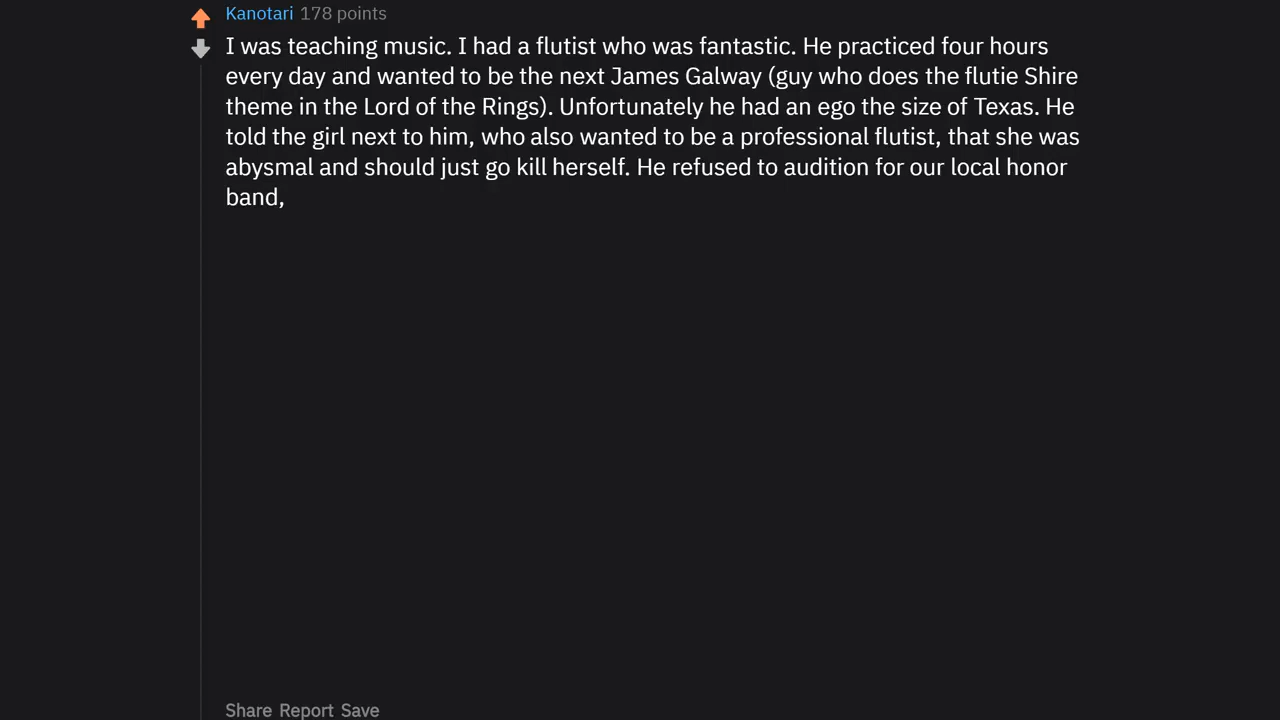 Kanotari 178 points
I was teaching music. I had a flutist who was fantastic. He practiced four hours
every day and wanted to be the next James Galway (guy who does the flutie Shire
theme in the Lord of the Rings). Unfortunately he had an ego the size of Texas. He
told the girl next to him, who also wanted to be a professional flutist, that she was
abysmal and should just go kill herself. He refused to audition for our local honor
band,
Share Report Save